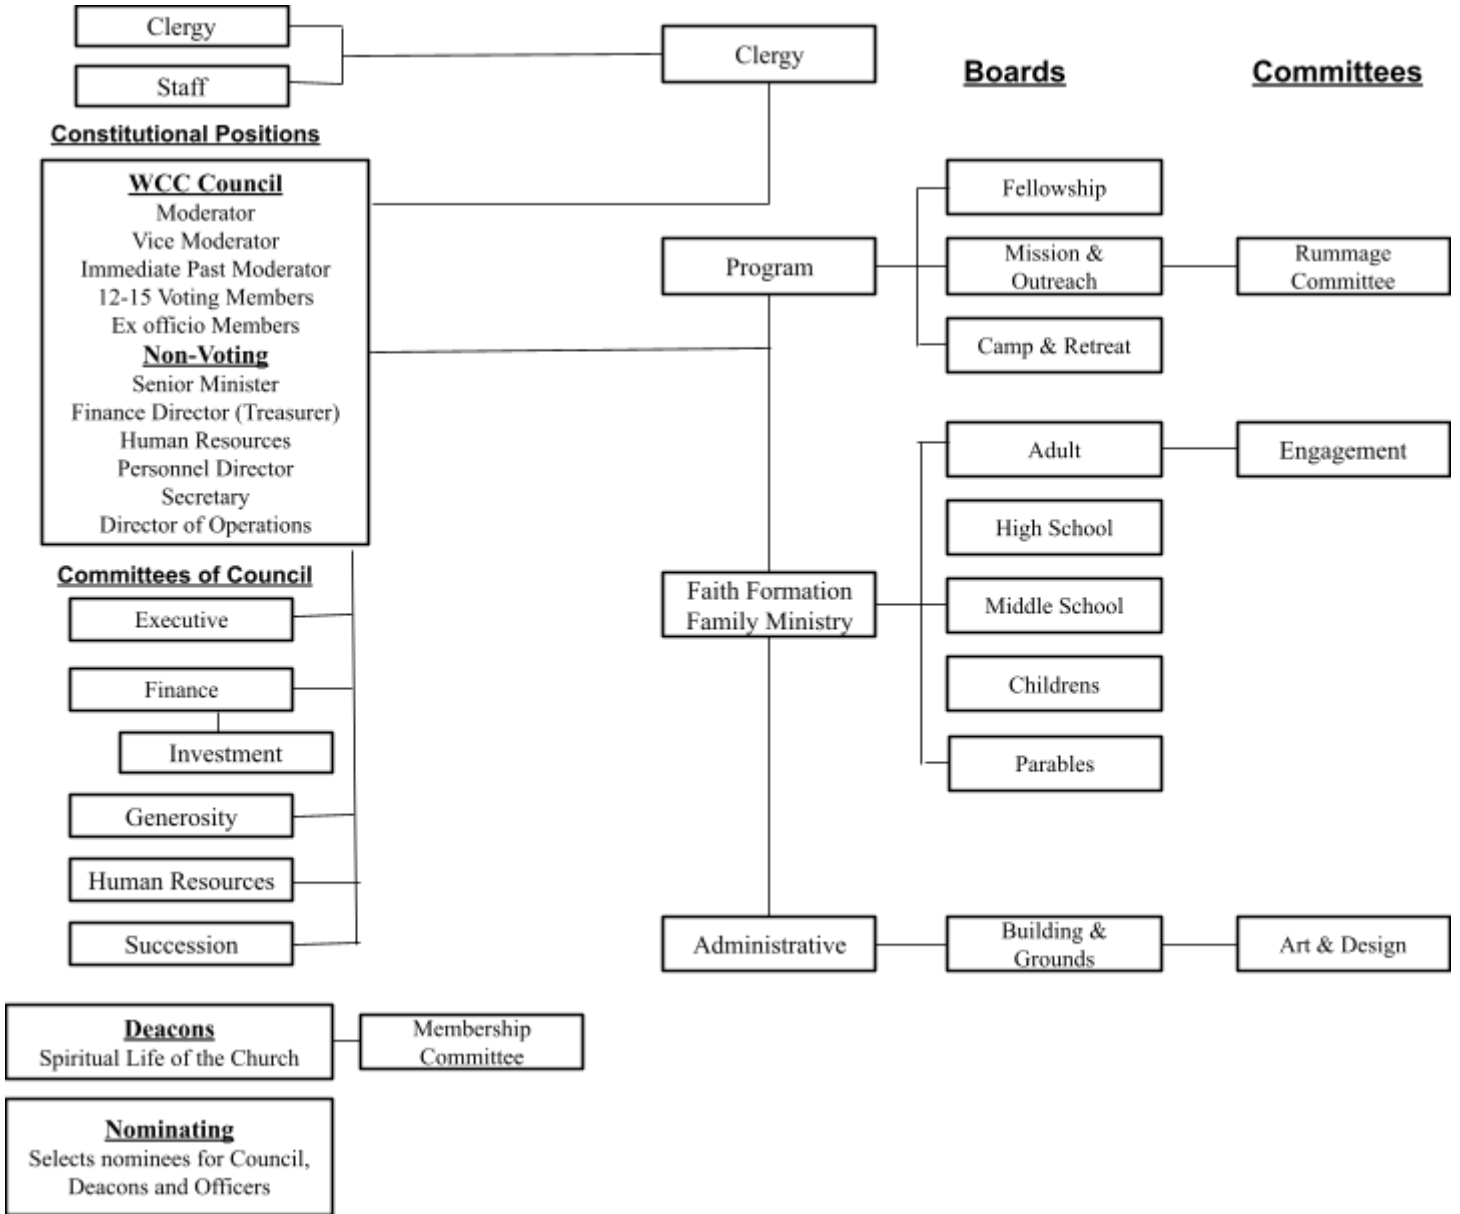 Clergy
Staff
Constitutional Positions
WCC Council
Moderator
Vice Moderator
Immediate Past Moderator
12-15 Voting Members
Ex officio Members
Non-Voting
Senior Minister
Finance Director (Treasurer)
Human Resources
Personnel Director
Secretary
Director of Operations
Committees of Council
Executive
Finance
Investment
Generosity
Human Resources
Succession
Deacons
Spiritual Life of the Church
Membership
Committee
Nominating
Selects nominees for Council,
Deacons and Officers
Clergy
Program
Faith Formation
Family Ministry
Administrative
Boards
Fellowship
Mission &
Outreach
Camp & Retreat
Adult
High School
Middle School
Childrens
Parables
Building &
Grounds
Committees
Rummage
Committee
Engagement
Art & Design